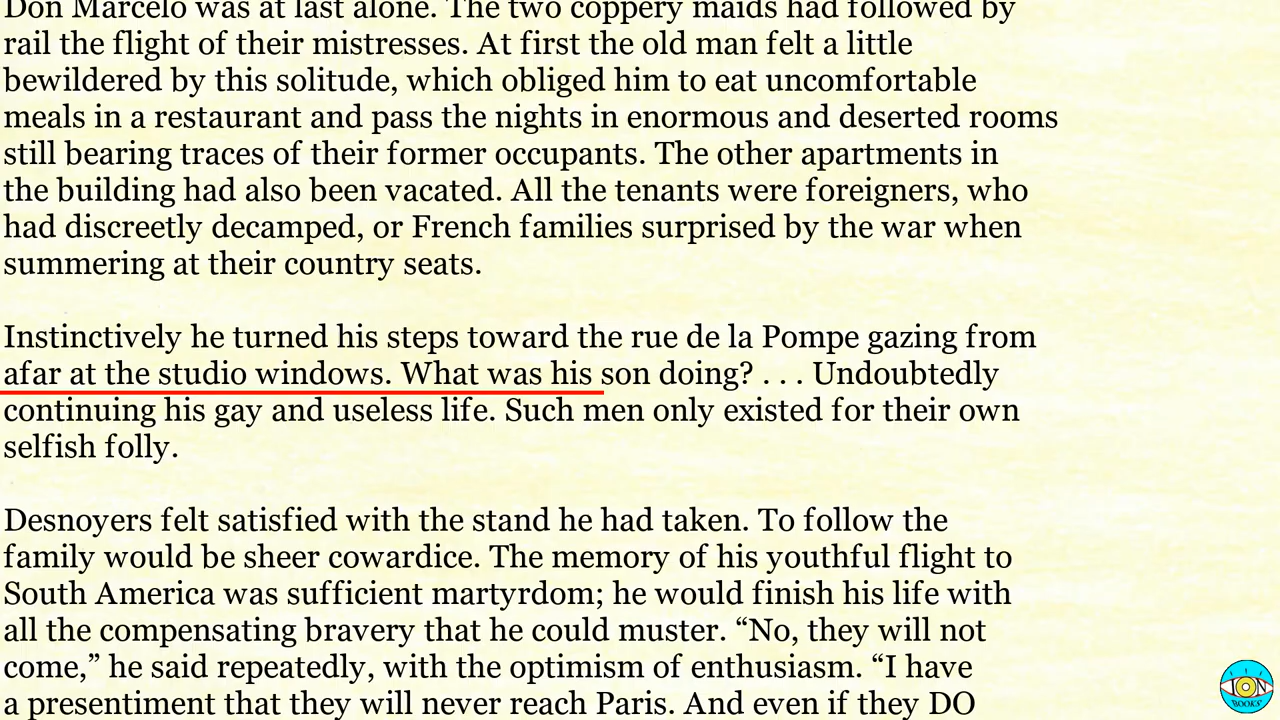 Don Marcelo was at last alone. The two coppery maids had followed by
rail the flight of their mistresses. At first the old man felt a little
bewildered by this solitude, which obliged him to eat uncomfortable
meals in a restaurant and pass the nights in enormous and deserted rooms
still bearing traces of their former occupants. The other apartments in
the building had also been vacated. All the tenants were foreigners, who
had discreetly decamped, or French families surprised by the war when
summering at their country seats.
Instinctively he turned his steps toward the rue de la Pompe gazing from
afar at the studio windows. What was his son doing? . . . Undoubtedly
continuing his gay and useless life. Such men only existed for their own
selfish folly.
Desnoyers felt satisfied with the stand he had taken. To follow the
family would be sheer cowardice. The memory of his youthful flight to
South America was sufficient martyrdom; he would finish his life with
all the compensating bravery that he could muster. “No, they will not
come,” he said repeatedly, with the optimism of enthusiasm. “I have
a presentiment that they will never reach Paris. And even if they DO
ION
BOOKS